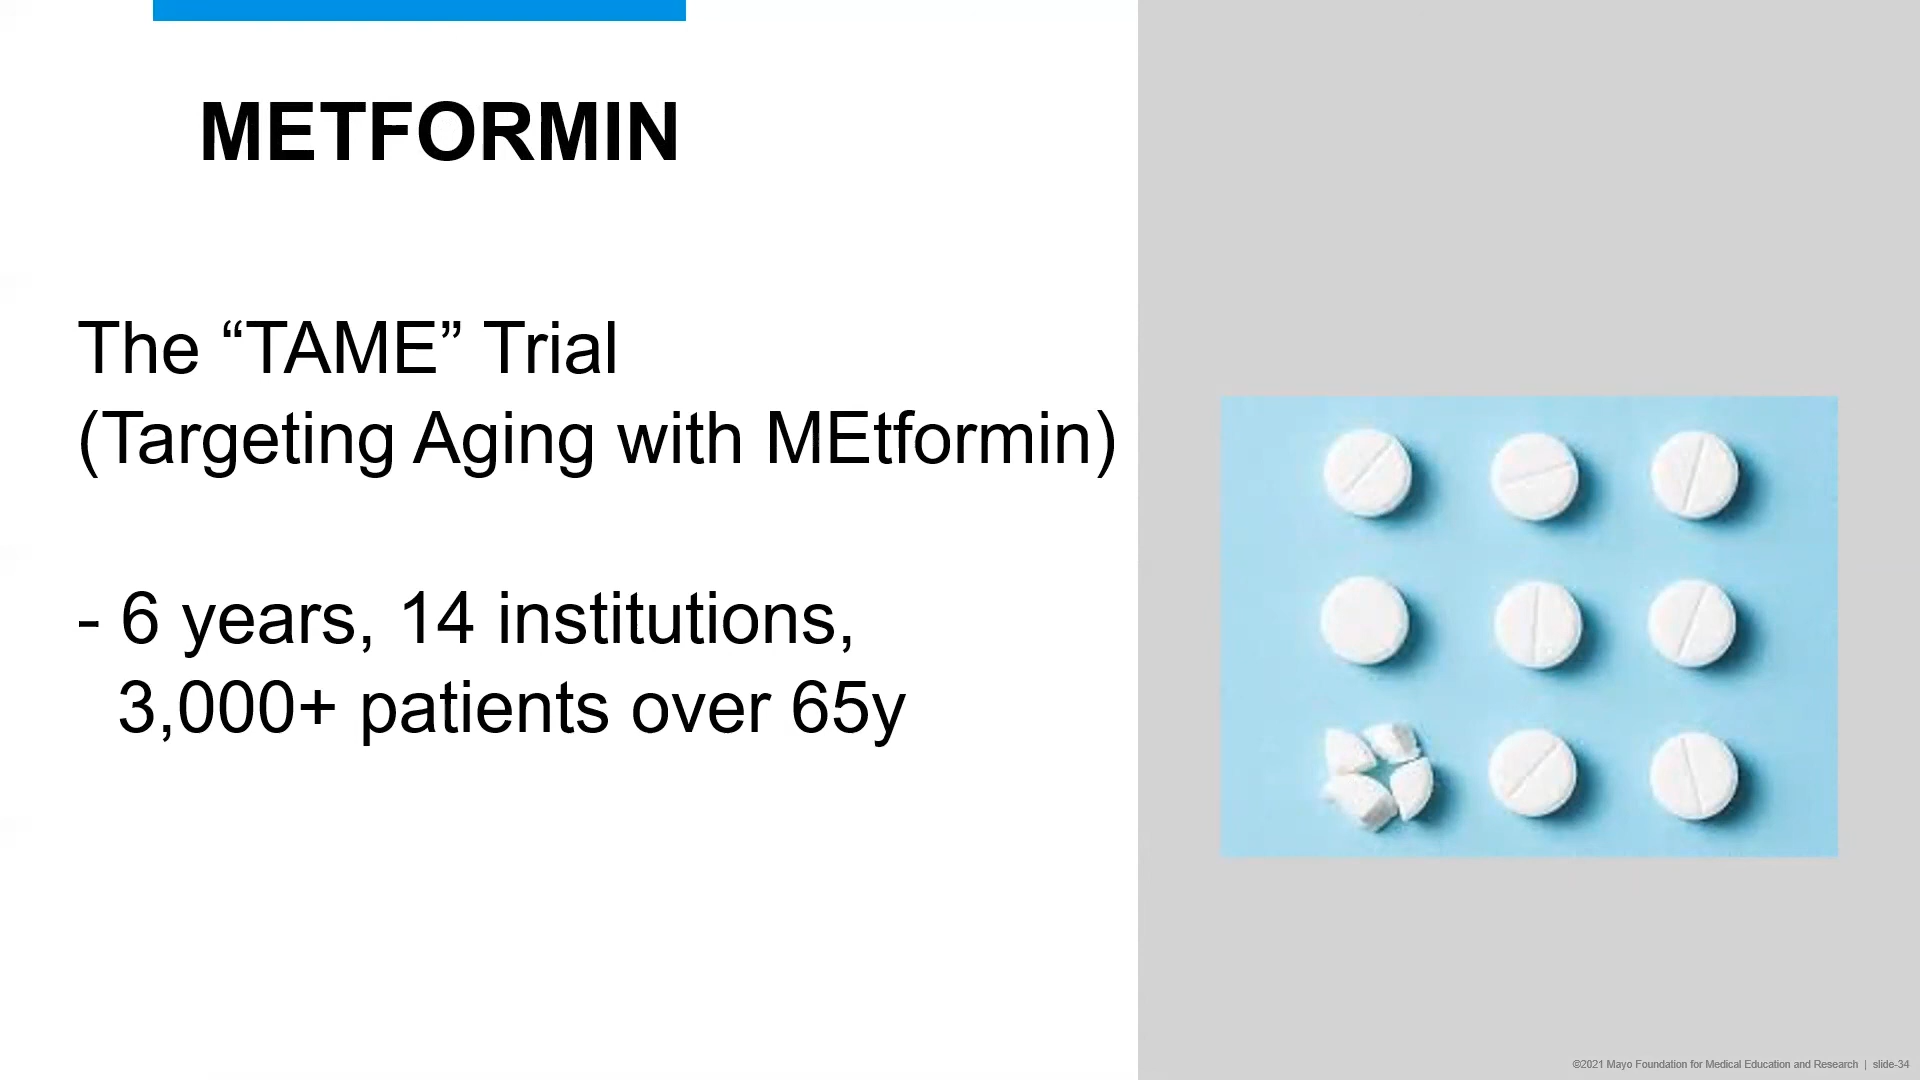 METFORMIN
The “TAME” Trial
(Targeting Aging with MEtformin)
- 6 years, 14 institutions,
3,000+ patients over 65y
©2021 Mayo Foundation for Medical Education and Research | slide-34